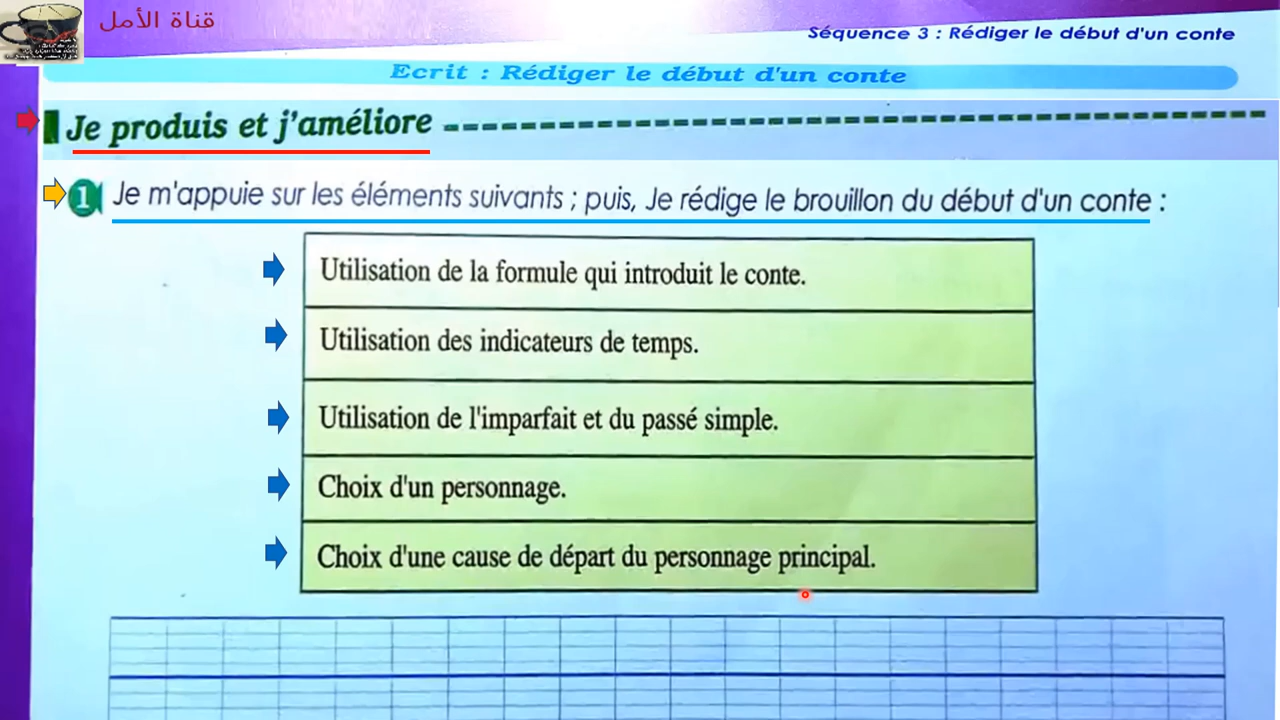 قناة الأمل
Séquence 3 : Rédiger le début d'un conte
Ecrit : Rédiger le début d'un conte
Je produis et j'améliore
1 Je m'appuie sur les éléments suivants ; puis, Je rédige le brouillon du début d'un conte :
Utilisation de la formule qui introduit le conte.
Utilisation des indicateurs de temps.
Utilisation de l'imparfait et du passé simple.
Choix d'un personnage.
Choix d'une cause de départ du personnage principal.